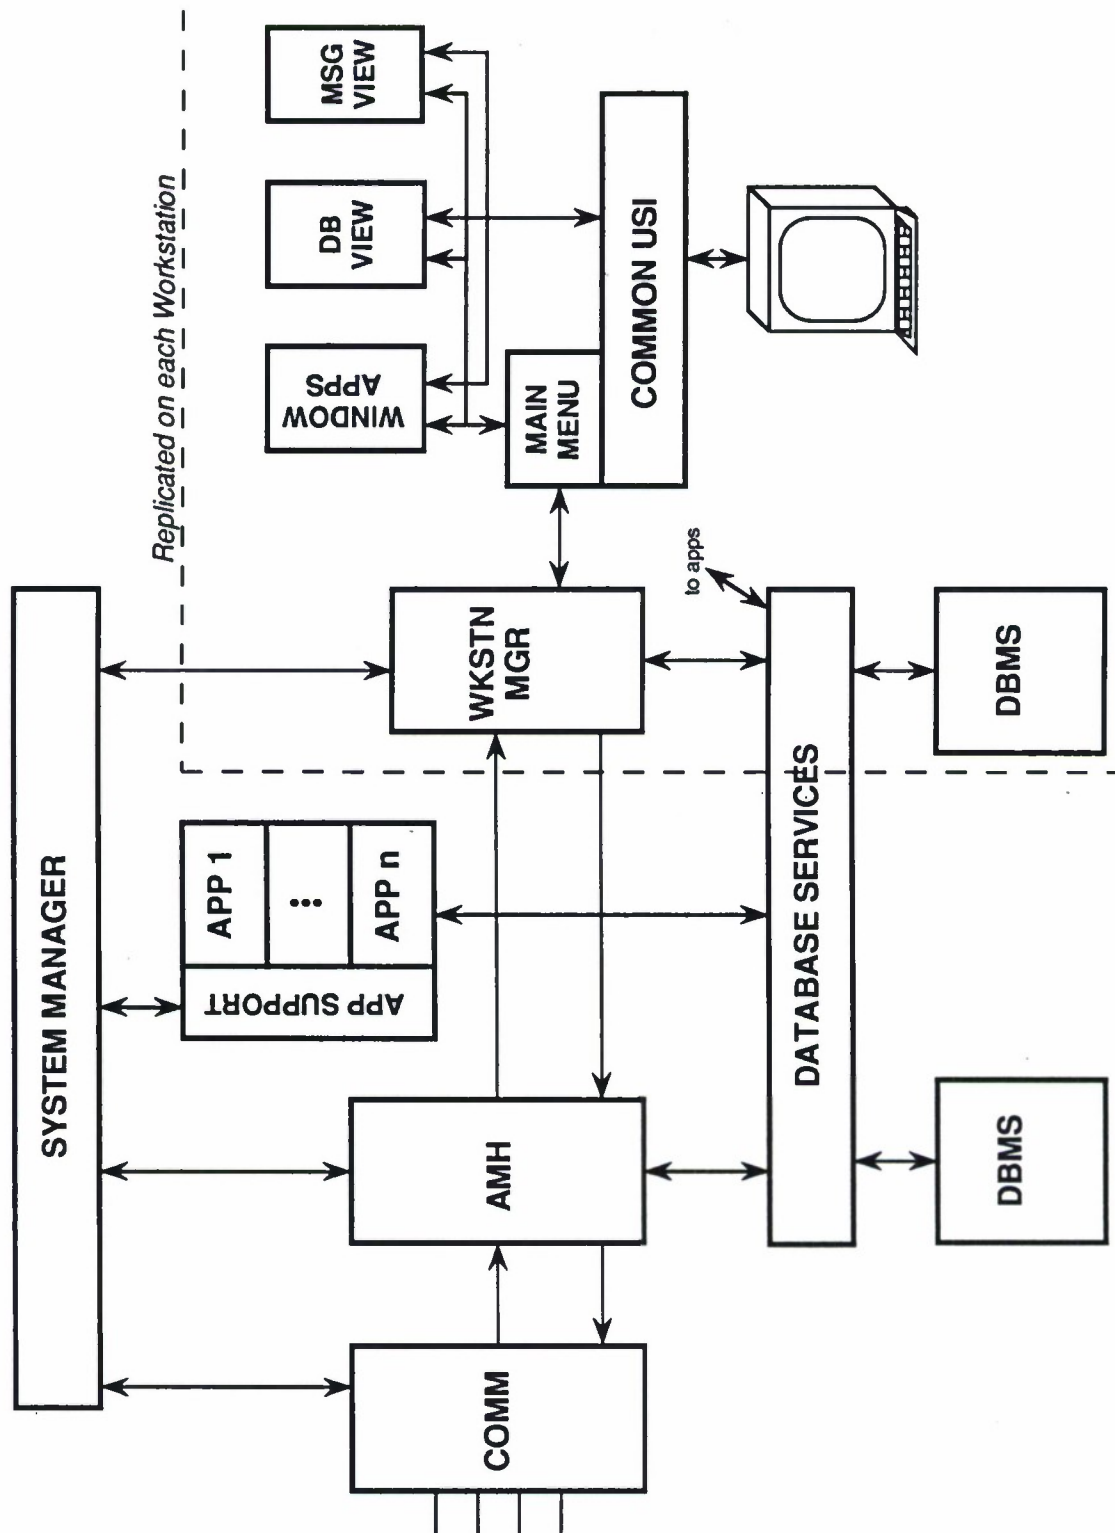 SYSTEM MANAGER
Replicated on each Workstation
APP SUPPORT
APP 1
...
APP n
WINDOW
APPS
DB
VIEW
MSG
VIEW
COMM
AMH
WKSTN
MGR
MAIN
MENU
COMMON USI
to apps
DATABASE SERVICES
DBMS
DBMS